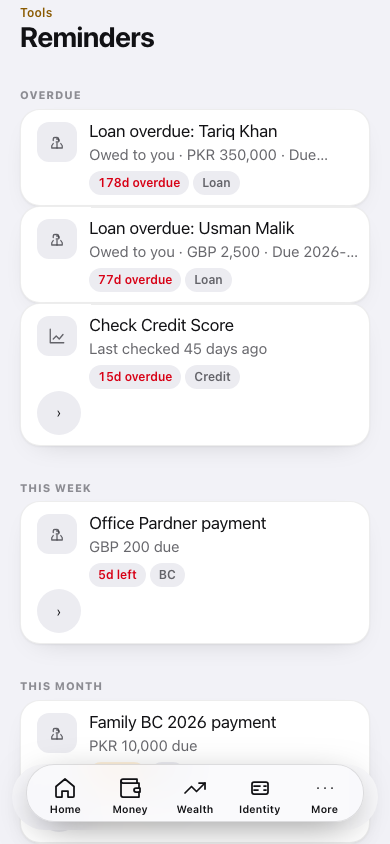 Tools
Reminders
OVERDUE
Loan overdue: Tariq Khan
Owed to you · PKR 350,000 · Due...
178d overdue Loan
Loan overdue: Usman Malik
Owed to you · GBP 2,500 · Due 2026-...
77d overdue Loan
Check Credit Score
Last checked 45 days ago
15d overdue Credit
›
THIS WEEK
Office Pardner payment
GBP 200 due
5d left BC
›
THIS MONTH
Family BC 2026 payment
PKR 10,000 due
Home Money Wealth Identity More